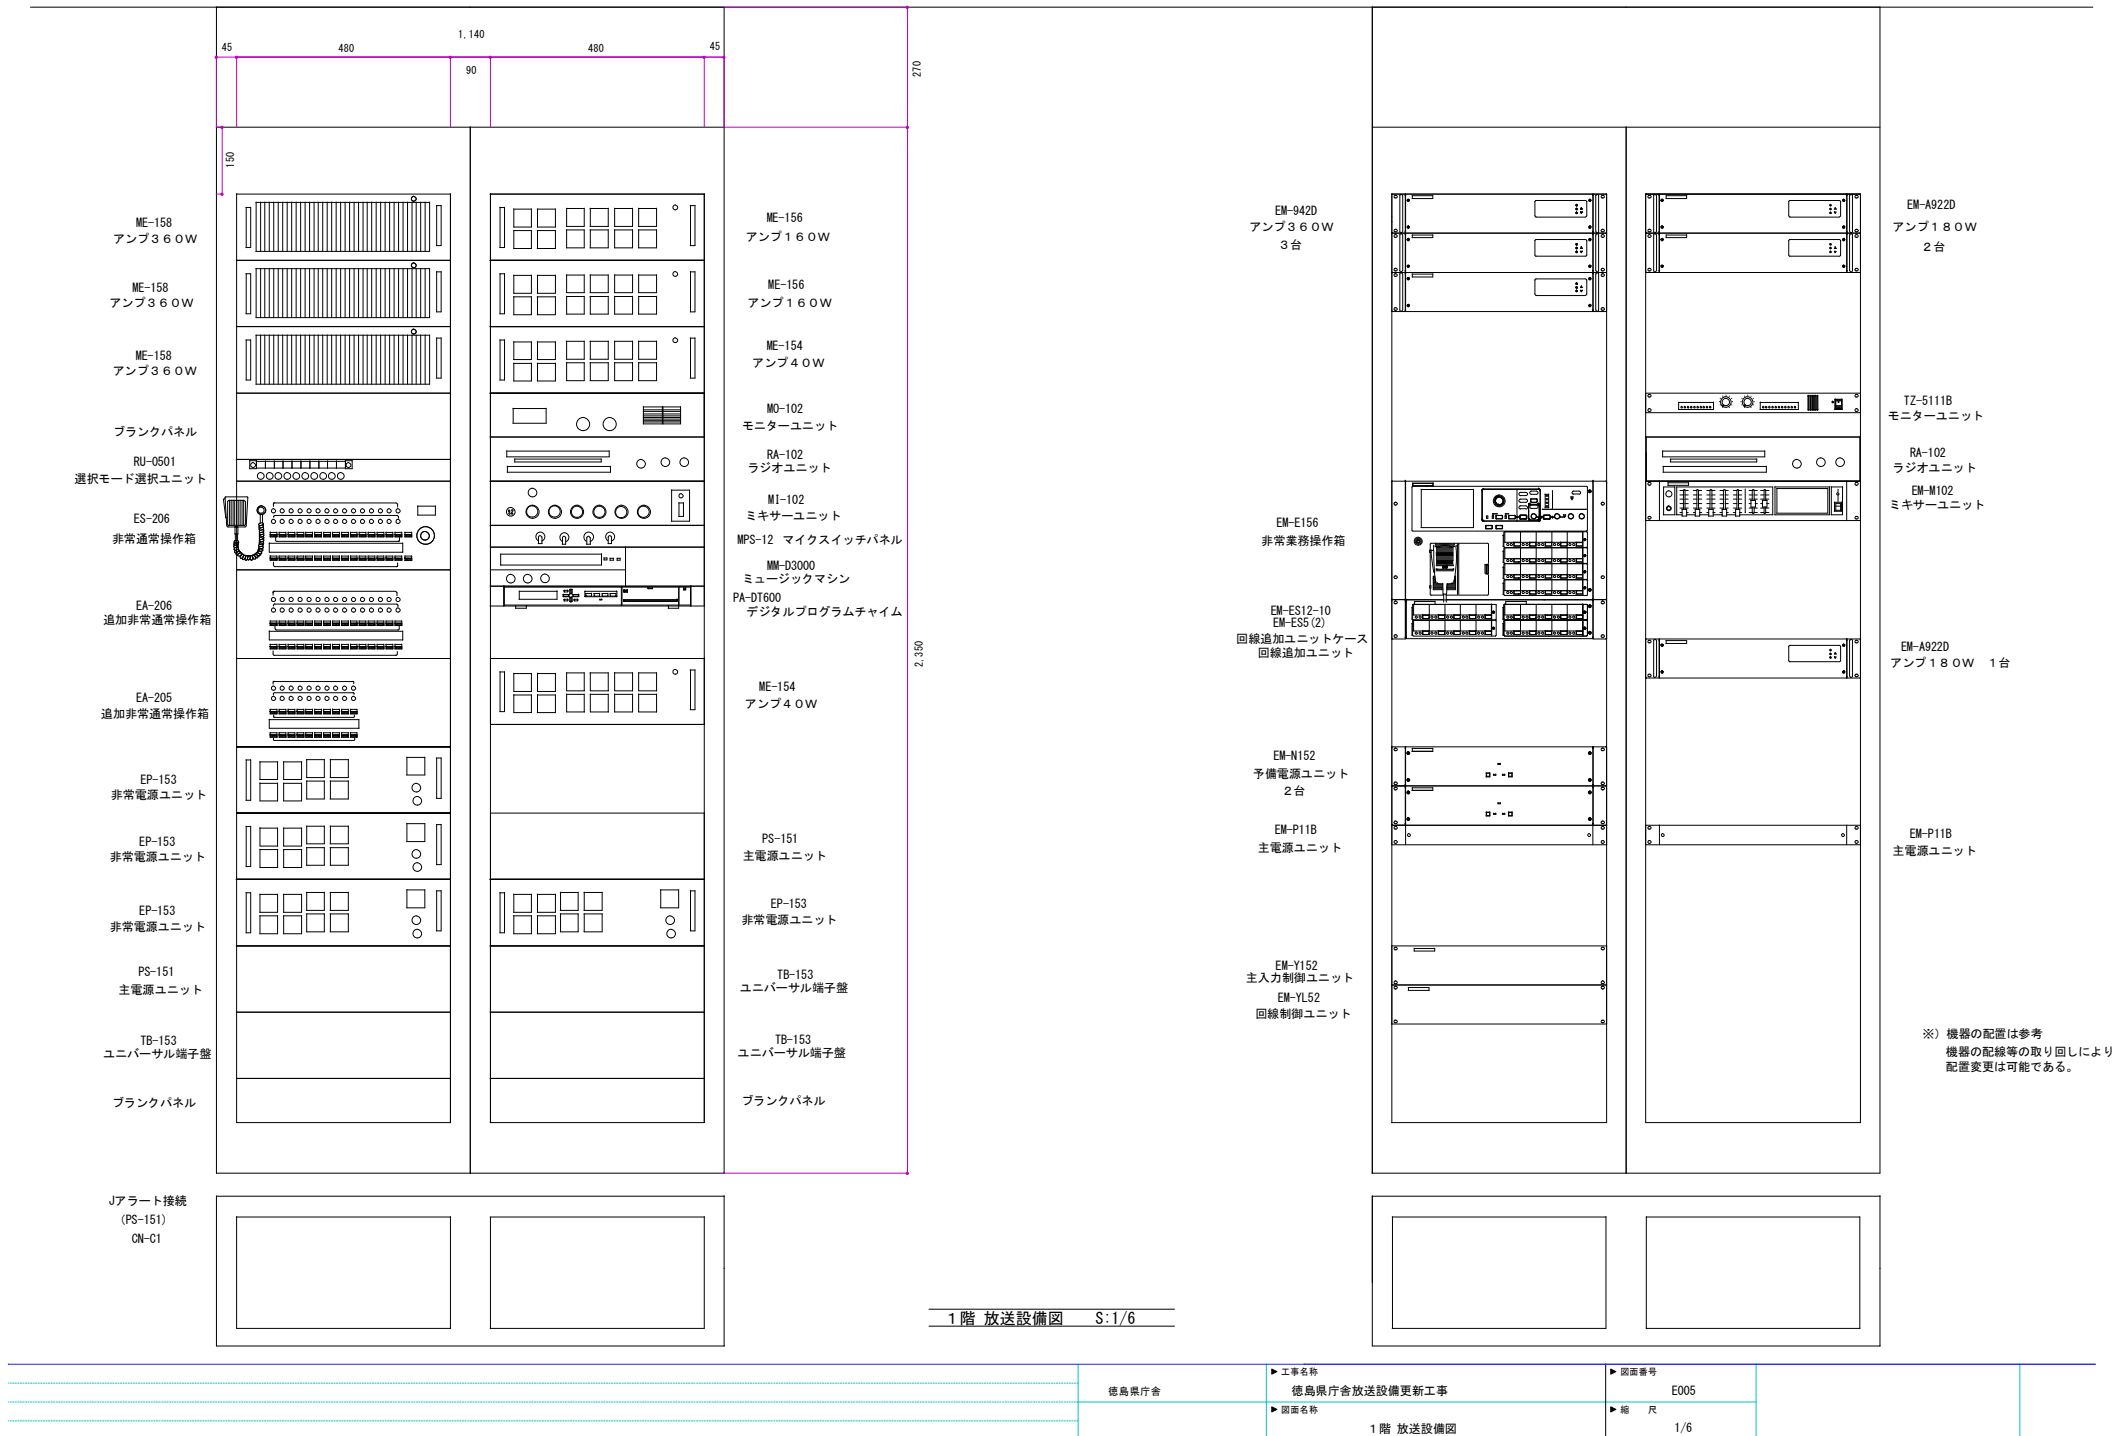 1,140
45
480
480
45
90
270
150
ME-158
アンプ360W
ME-158
アンプ360W
ME-158
アンプ360W
ブランクパネル
RU-0501
選択モード選択ユニット
ES-206
非常通常操作箱
EA-206
追加非常通常操作箱
EA-205
追加非常通常操作箱
EP-153
非常電源ユニット
EP-153
非常電源ユニット
EP-153
非常電源ユニット
PS-151
主電源ユニット
TB-153
ユニバーサル端子盤
ブランクパネル
ME-156
アンプ160W
ME-156
アンプ160W
ME-154
アンプ40W
MO-102
モニターユニット
RA-102
ラジオユニット
MI-102
ミキサーユニット
MPS-12 マイクスイッチパネル
MM-D3000
ミュージックマシン
PA-DT600
デジタルプログラムチャイム
2,350
ME-154
アンプ40W
PS-151
主電源ユニット
EP-153
非常電源ユニット
TB-153
ユニバーサル端子盤
TB-153
ユニバーサル端子盤
ブランクパネル
Jアラート接続
(PS-151)
CN-C1
EM-942D
アンプ360W
3台
EM-E156
非常業務操作箱
EM-ES12-10
EM-ES5(2)
回線追加ユニットケース
回線追加ユニット
EM-N152
予備電源ユニット
2台
EM-P11B
主電源ユニット
EM-Y152
主入力制御ユニット
EM-YL52
回線制御ユニット
EM-A922D
アンプ180W
2台
TZ-5111B
モニターユニット
RA-102
ラジオユニット
EM-M102
ミキサーユニット
EM-A922D
アンプ180W 1台
EM-P11B
主電源ユニット
※）機器の配置は参考
機器の配線等の取り回しにより
配置変更は可能である。
1階 放送設備図 S:1/6
徳島県庁舎
▶工事名称
徳島県庁舎放送設備更新工事
▶図面番号
E005
▶図面名称
1階 放送設備図
▶縮 尺
1/6